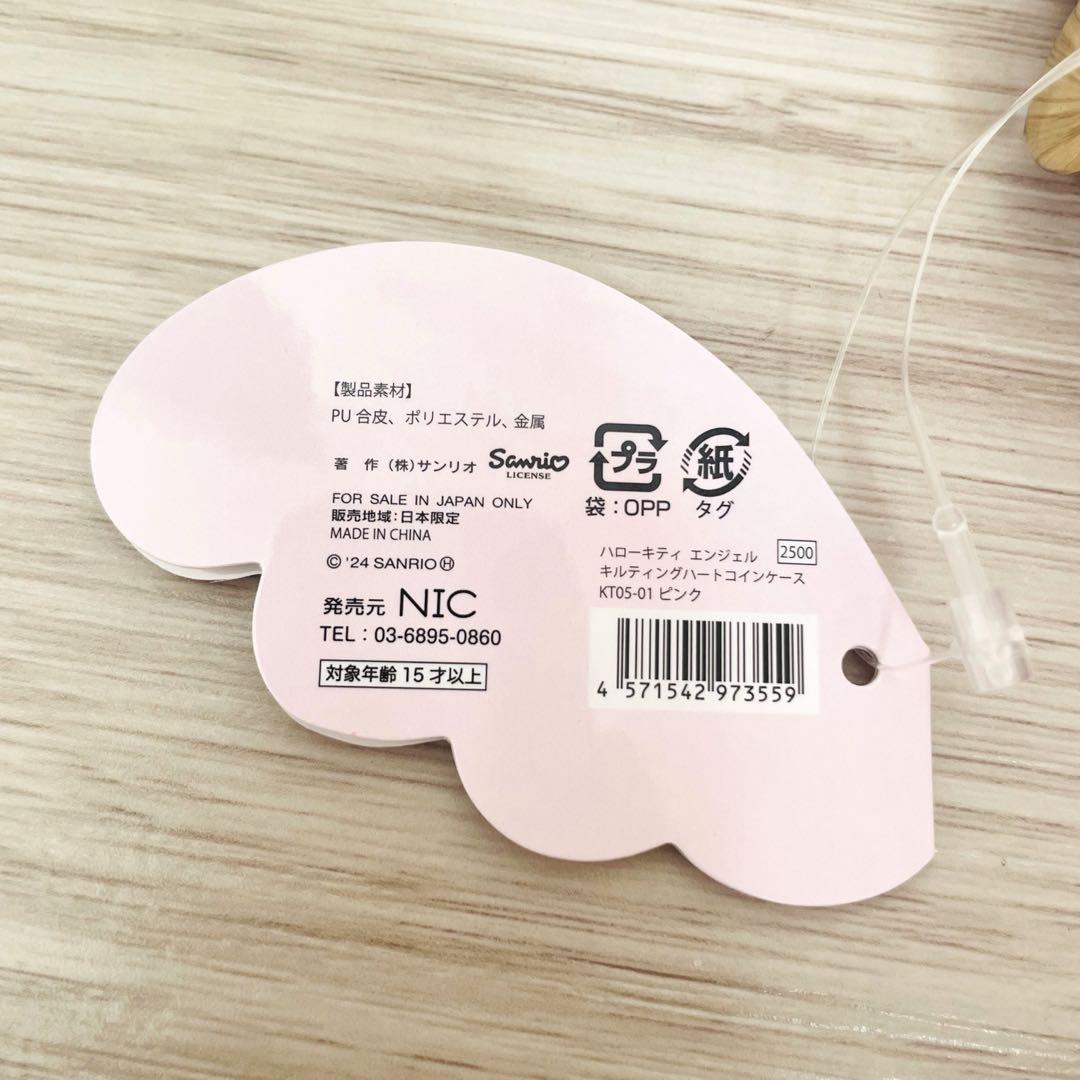 【製品素材】
PU 合皮、ポリエステル、金属
著 作 (株)サンリオ Sanrio LICENSE
FOR SALE IN JAPAN ONLY
販売地域:日本限定
MADE IN CHINA
© '24 SANRIO Ⓗ
発売元 NIC
TEL:03-6895-0860
対象年齢 15 才以上
プラ 紙
袋:OPP タグ
ハローキティ エンジェル 2500
キルティングハートコインケース
KT05-01 ピンク
4 571542 973559